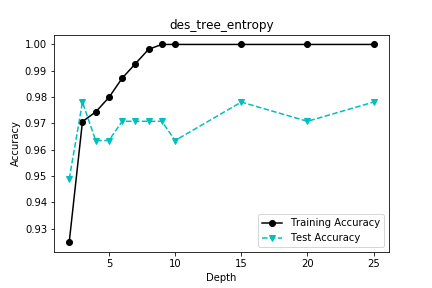 des_tree_entropy
1.00
0.99
0.98
0.97
0.96
0.95
0.94
0.93
Accuracy
5
10
15
20
25
Depth
Training Accuracy
Test Accuracy